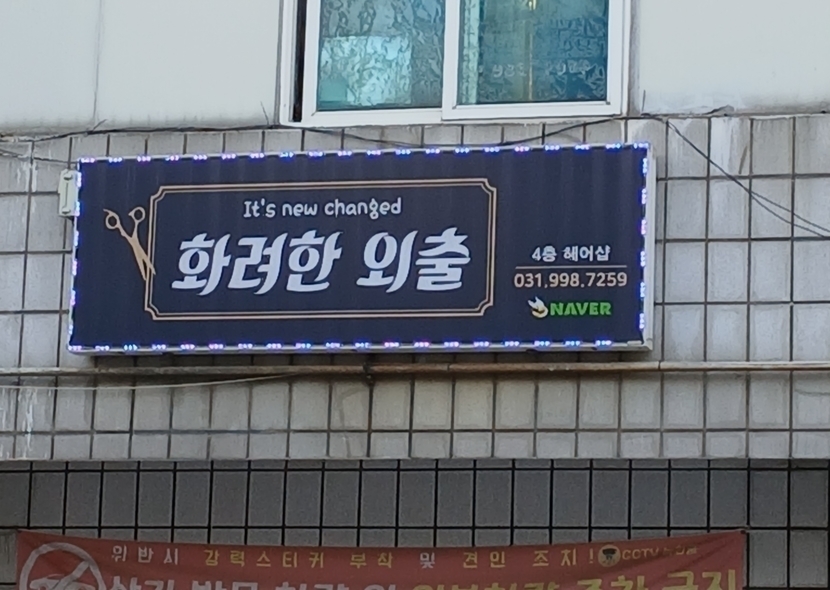 It's new changed
화려한 외출
4층 헤어샵
031.998.7259
NAVER
위반시 강력스티커 부착 및 견인 조치! CCTV